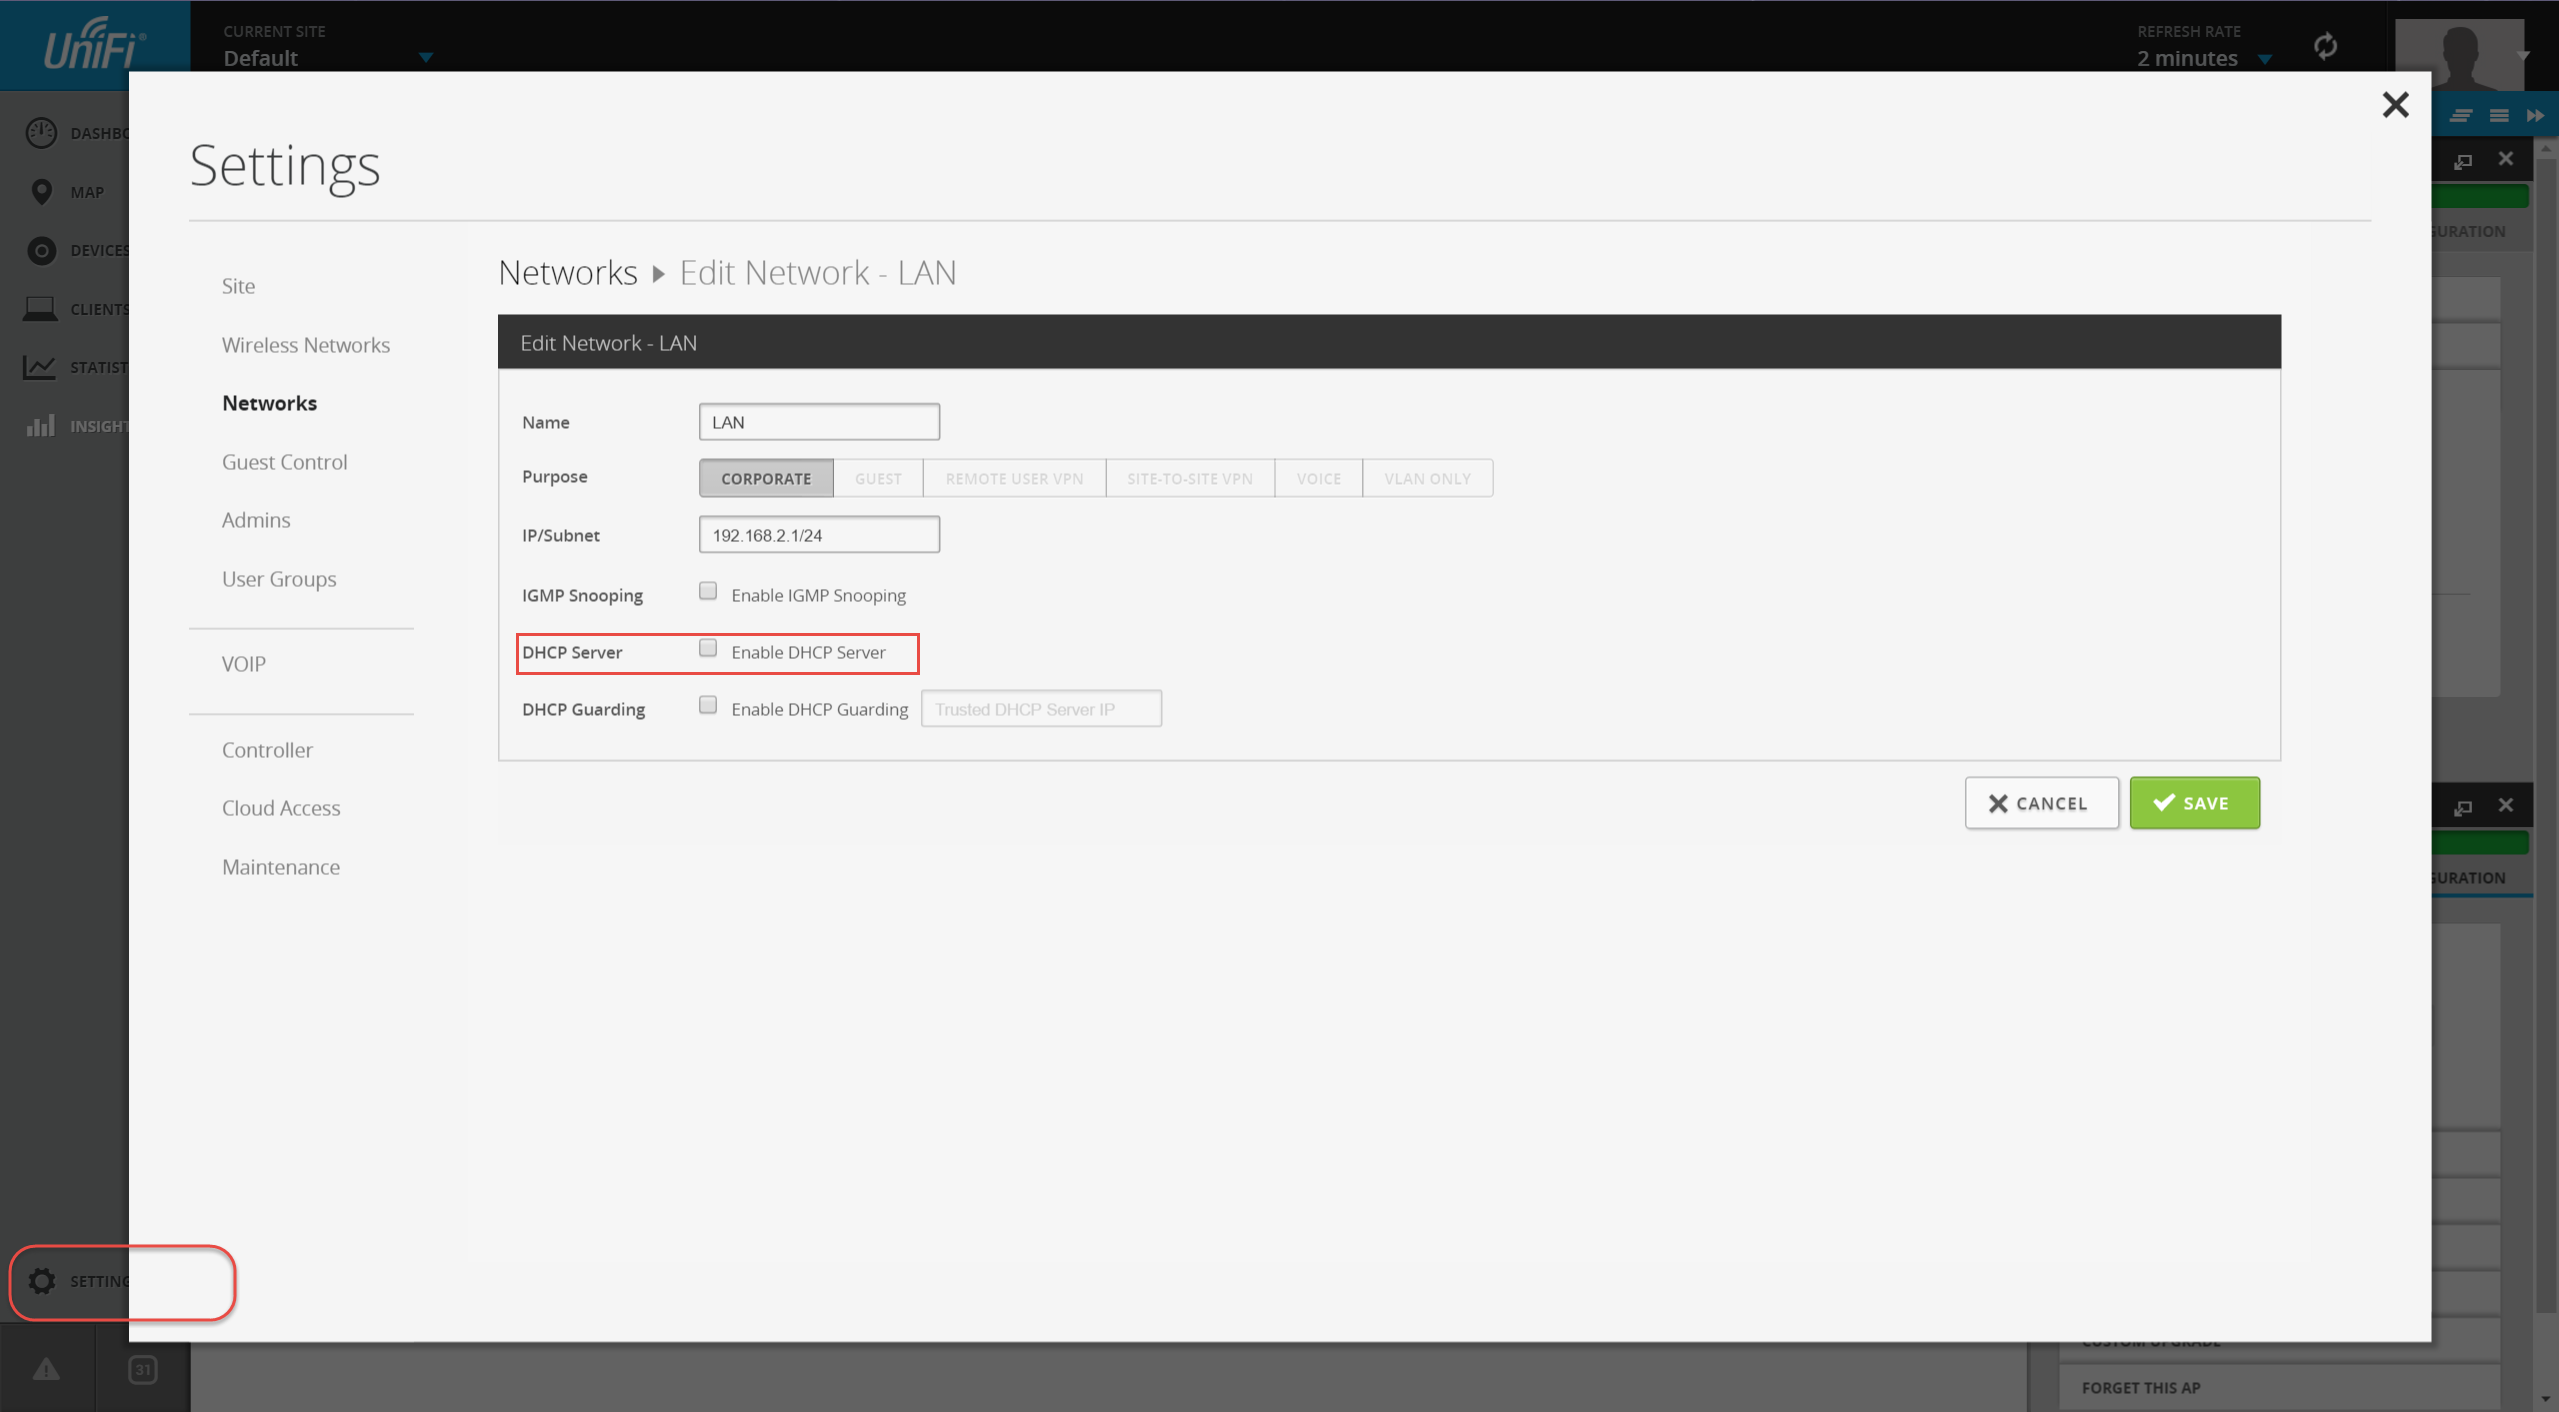 UniFi®
CURRENT SITE
Default
REFRESH RATE
2 minutes
DASHBO
MAP
DEVICES
CLIENTS
STATIST
INSIGHT
SETTING
31
Settings
Site
Wireless Networks
Networks
Guest Control
Admins
User Groups
VOIP
Controller
Cloud Access
Maintenance
Networks ▸ Edit Network - LAN
Edit Network - LAN
Name LAN
Purpose CORPORATE GUEST REMOTE USER VPN SITE-TO-SITE VPN VOICE VLAN ONLY
IP/Subnet 192.168.2.1/24
IGMP Snooping Enable IGMP Snooping
DHCP Server Enable DHCP Server
DHCP Guarding Enable DHCP Guarding Trusted DHCP Server IP
CANCEL SAVE
GURATION
GURATION
CUSTOM UPGRADE
FORGET THIS AP